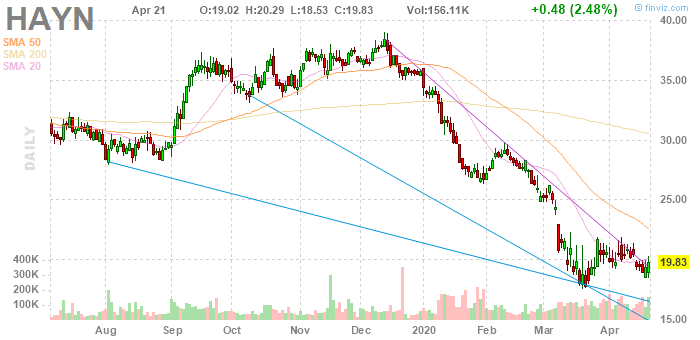 HAYN
Apr 21 O:19.02 H:20.29 L:18.53 C:19.83 Vol:156.11K +0.48 (2.48%)
© finviz.com
SMA 50
SMA 200
SMA 20
DAILY
40.00
35.00
30.00
25.00
19.83
15.00
400K
300K
200K
100K
Aug Sep Oct Nov Dec 2020 Feb Mar Apr